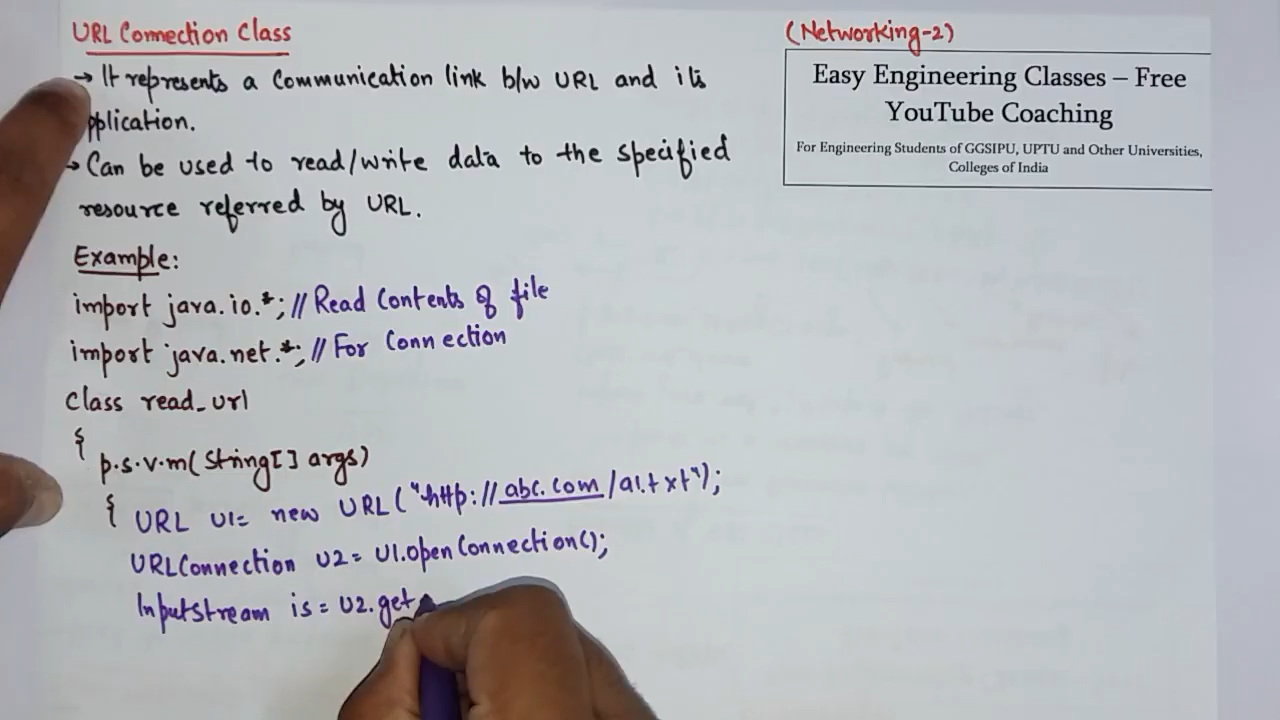 URL Connection Class
(Networking-2)
Easy Engineering Classes – Free
YouTube Coaching
For Engineering Students of GGSIPU, UPTU and Other Universities,
Colleges of India
→ It represents a Communication link b/w URL and its
pplication.
→ Can be used to read/write data to the specified
resource referred by URL.
Example:
import java.io.*; // Read Contents of file
import java.net.*; // For Connection
Class read_url
{
p.s.v.m(String[] args)
{ URL u1= new URL("http://abc.com/a1.txt");
URLConnection u2= u1.openConnection();
InputStream is= u2.get